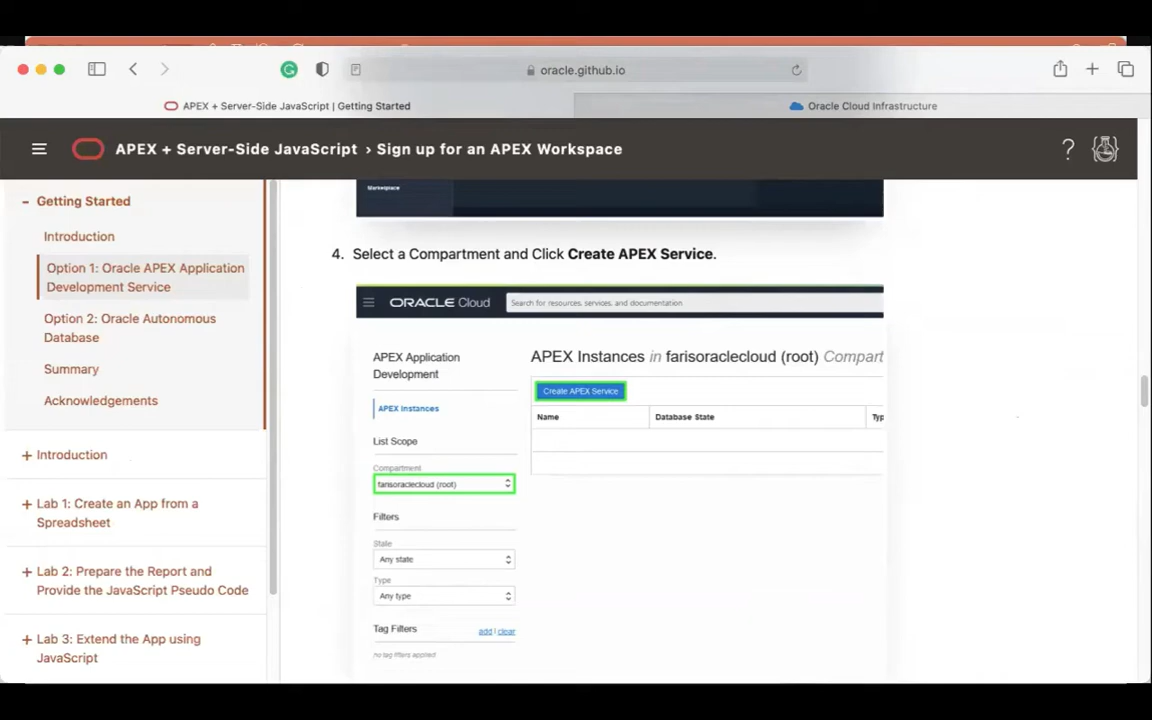 oracle.github.io
APEX + Server-Side JavaScript | Getting Started
Oracle Cloud Infrastructure
APEX + Server-Side JavaScript › Sign up for an APEX Workspace
?
− Getting Started
Introduction
Option 1: Oracle APEX Application
Development Service
Option 2: Oracle Autonomous
Database
Summary
Acknowledgements
+ Introduction
+ Lab 1: Create an App from a
Spreadsheet
+ Lab 2: Prepare the Report and
Provide the JavaScript Pseudo Code
+ Lab 3: Extend the App using
JavaScript
Marketplace
4. Select a Compartment and Click Create APEX Service.
ORACLE Cloud
Search for resources, services, and documentation
APEX Application
Development
APEX Instances
List Scope
Compartment
farisoraclecloud (root)
Filters
State
Any state
Type
Any type
Tag Filters
add | clear
no tag filters applied
APEX Instances in farisoraclecloud (root) Compart
Create APEX Service
Name
Database State
Typ